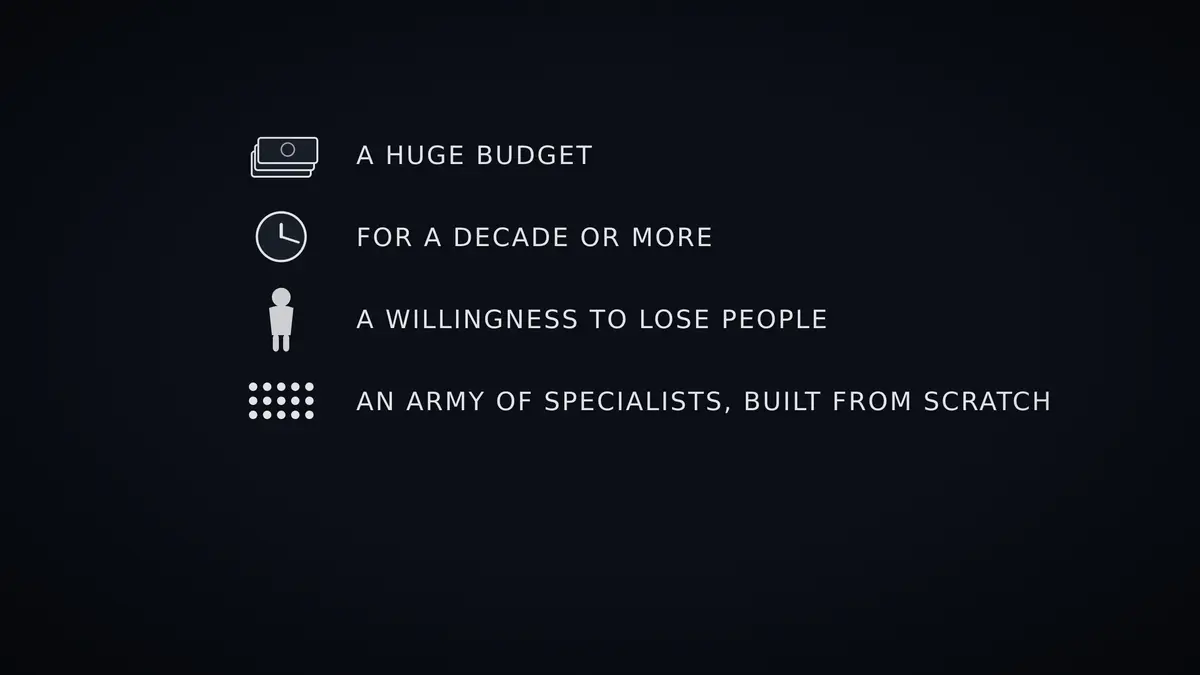 A HUGE BUDGET
FOR A DECADE OR MORE
A WILLINGNESS TO LOSE PEOPLE
AN ARMY OF SPECIALISTS, BUILT FROM SCRATCH